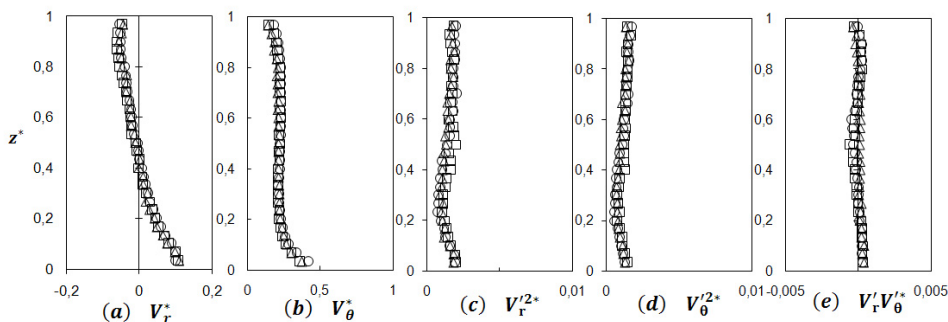 1 1 1 1 1
0,8 0,8 0,8 0,8 0,8
0,6 0,6 0,6 0,6 0,6
z*
0,4 0,4 0,4 0,4 0,4
0,2 0,2 0,2 0,2 0,2
0 0 0 0 0
-0,2 0 0,2 0 0,5 1 0 0,01 0 0,01 -0,005 0,005
(a) V*r (b) V*θ (c) V′2*r (d) V′2*θ (e) V′rV′*θ